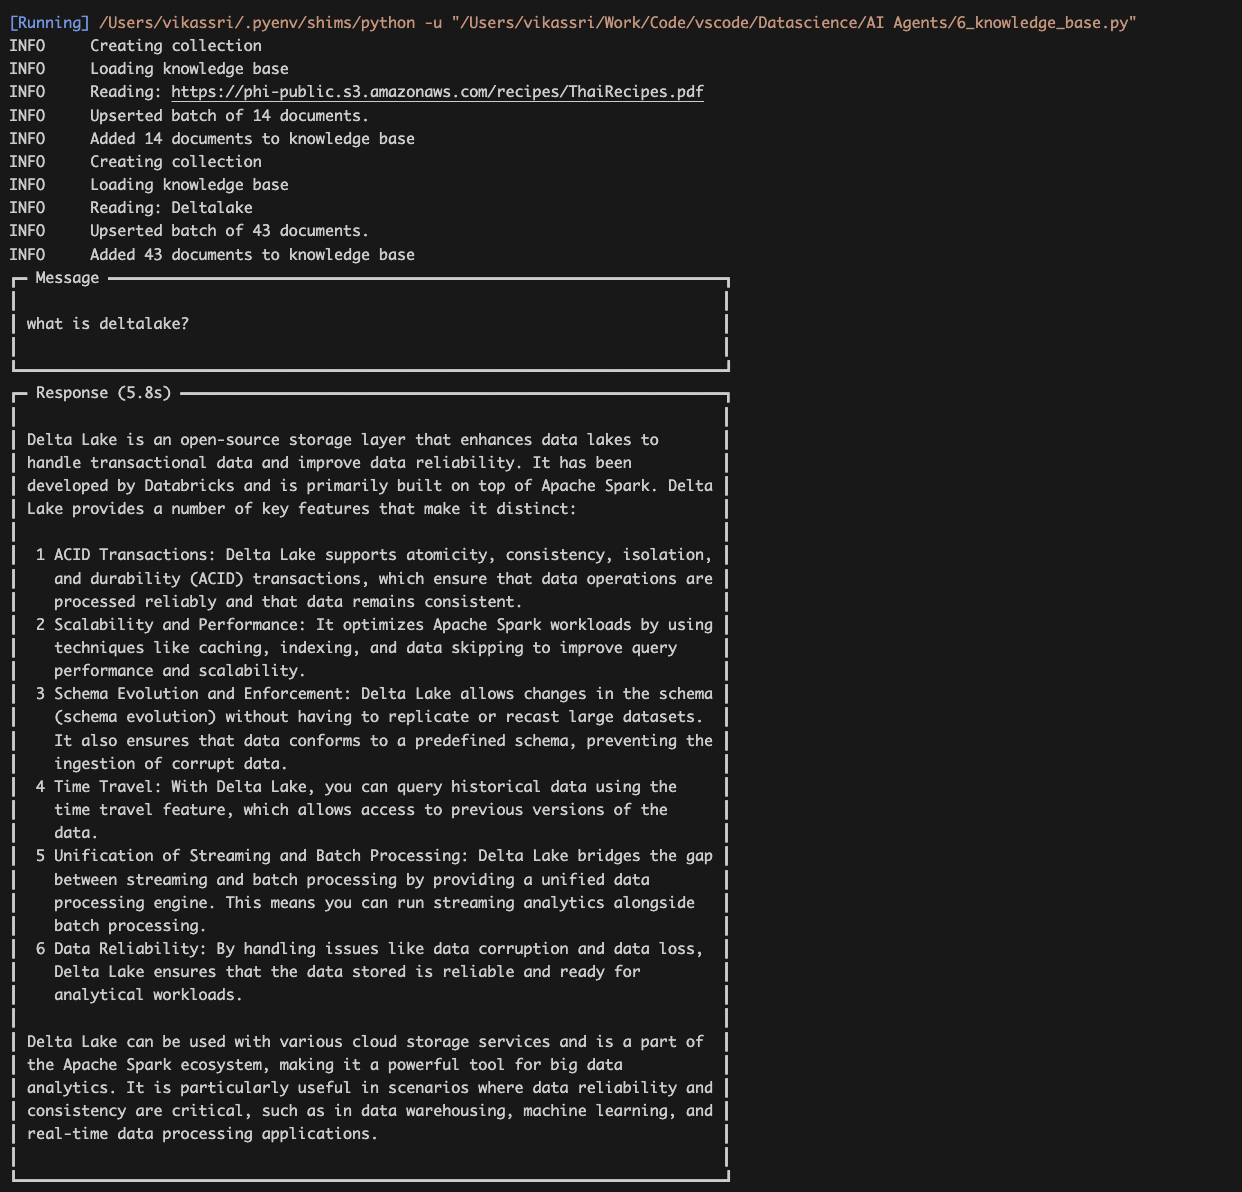 [Running] /Users/vikassri/.pyenv/shims/python -u "/Users/vikassri/Work/Code/vscode/Datascience/AI Agents/6_knowledge_base.py"
INFO Creating collection
INFO Loading knowledge base
INFO Reading: https://phi-public.s3.amazonaws.com/recipes/ThaiRecipes.pdf
INFO Upserted batch of 14 documents.
INFO Added 14 documents to knowledge base
INFO Creating collection
INFO Loading knowledge base
INFO Reading: Deltalake
INFO Upserted batch of 43 documents.
INFO Added 43 documents to knowledge base
Message
what is deltalake?
Response (5.8s)
Delta Lake is an open-source storage layer that enhances data lakes to
handle transactional data and improve data reliability. It has been
developed by Databricks and is primarily built on top of Apache Spark. Delta
Lake provides a number of key features that make it distinct:
1 ACID Transactions: Delta Lake supports atomicity, consistency, isolation,
and durability (ACID) transactions, which ensure that data operations are
processed reliably and that data remains consistent.
2 Scalability and Performance: It optimizes Apache Spark workloads by using
techniques like caching, indexing, and data skipping to improve query
performance and scalability.
3 Schema Evolution and Enforcement: Delta Lake allows changes in the schema
(schema evolution) without having to replicate or recast large datasets.
It also ensures that data conforms to a predefined schema, preventing the
ingestion of corrupt data.
4 Time Travel: With Delta Lake, you can query historical data using the
time travel feature, which allows access to previous versions of the
data.
5 Unification of Streaming and Batch Processing: Delta Lake bridges the gap
between streaming and batch processing by providing a unified data
processing engine. This means you can run streaming analytics alongside
batch processing.
6 Data Reliability: By handling issues like data corruption and data loss,
Delta Lake ensures that the data stored is reliable and ready for
analytical workloads.
Delta Lake can be used with various cloud storage services and is a part of
the Apache Spark ecosystem, making it a powerful tool for big data
analytics. It is particularly useful in scenarios where data reliability and
consistency are critical, such as in data warehousing, machine learning, and
real-time data processing applications.